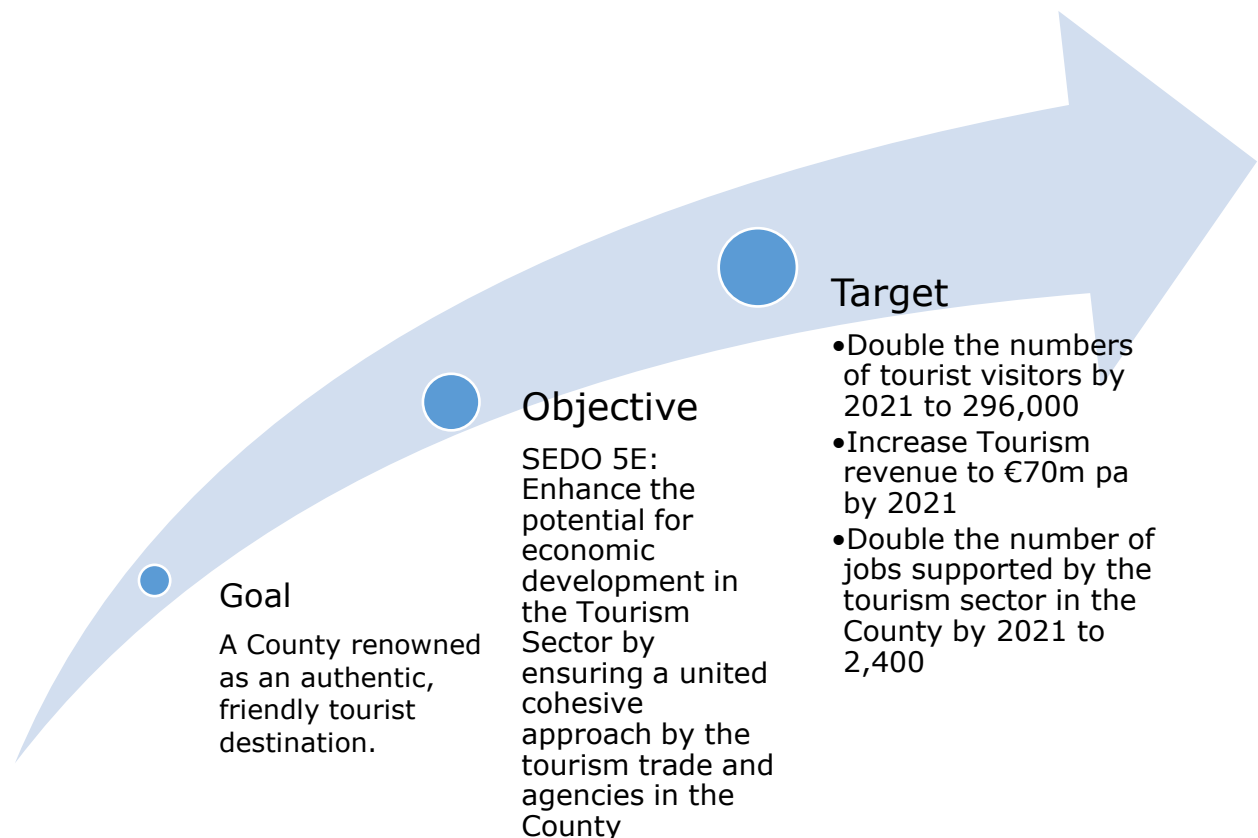 Goal
A County renowned
as an authentic,
friendly tourist
destination.
Objective
SEDO 5E:
Enhance the
potential for
economic
development in
the Tourism
Sector by
ensuring a united
cohesive
approach by the
tourism trade and
agencies in the
County
Target
•Double the numbers
of tourist visitors by
2021 to 296,000
•Increase Tourism
revenue to €70m pa
by 2021
•Double the number of
jobs supported by the
tourism sector in the
County by 2021 to
2,400